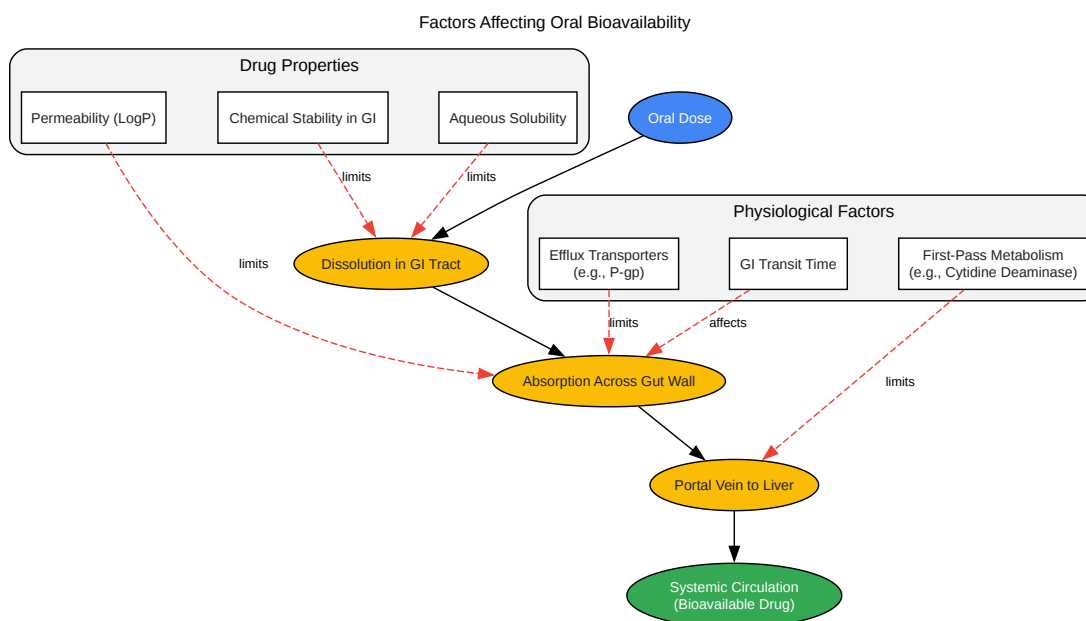 Factors Affecting Oral Bioavailability
Drug Properties
Permeability (LogP)
Chemical Stability in GI
Aqueous Solubility
Oral Dose
limits
limits
Physiological Factors
Efflux Transporters
(e.g., P-gp)
GI Transit Time
First-Pass Metabolism
(e.g., Cytidine Deaminase)
Dissolution in GI Tract
limits
limits
affects
Absorption Across Gut Wall
limits
Portal Vein to Liver
Systemic Circulation
(Bioavailable Drug)